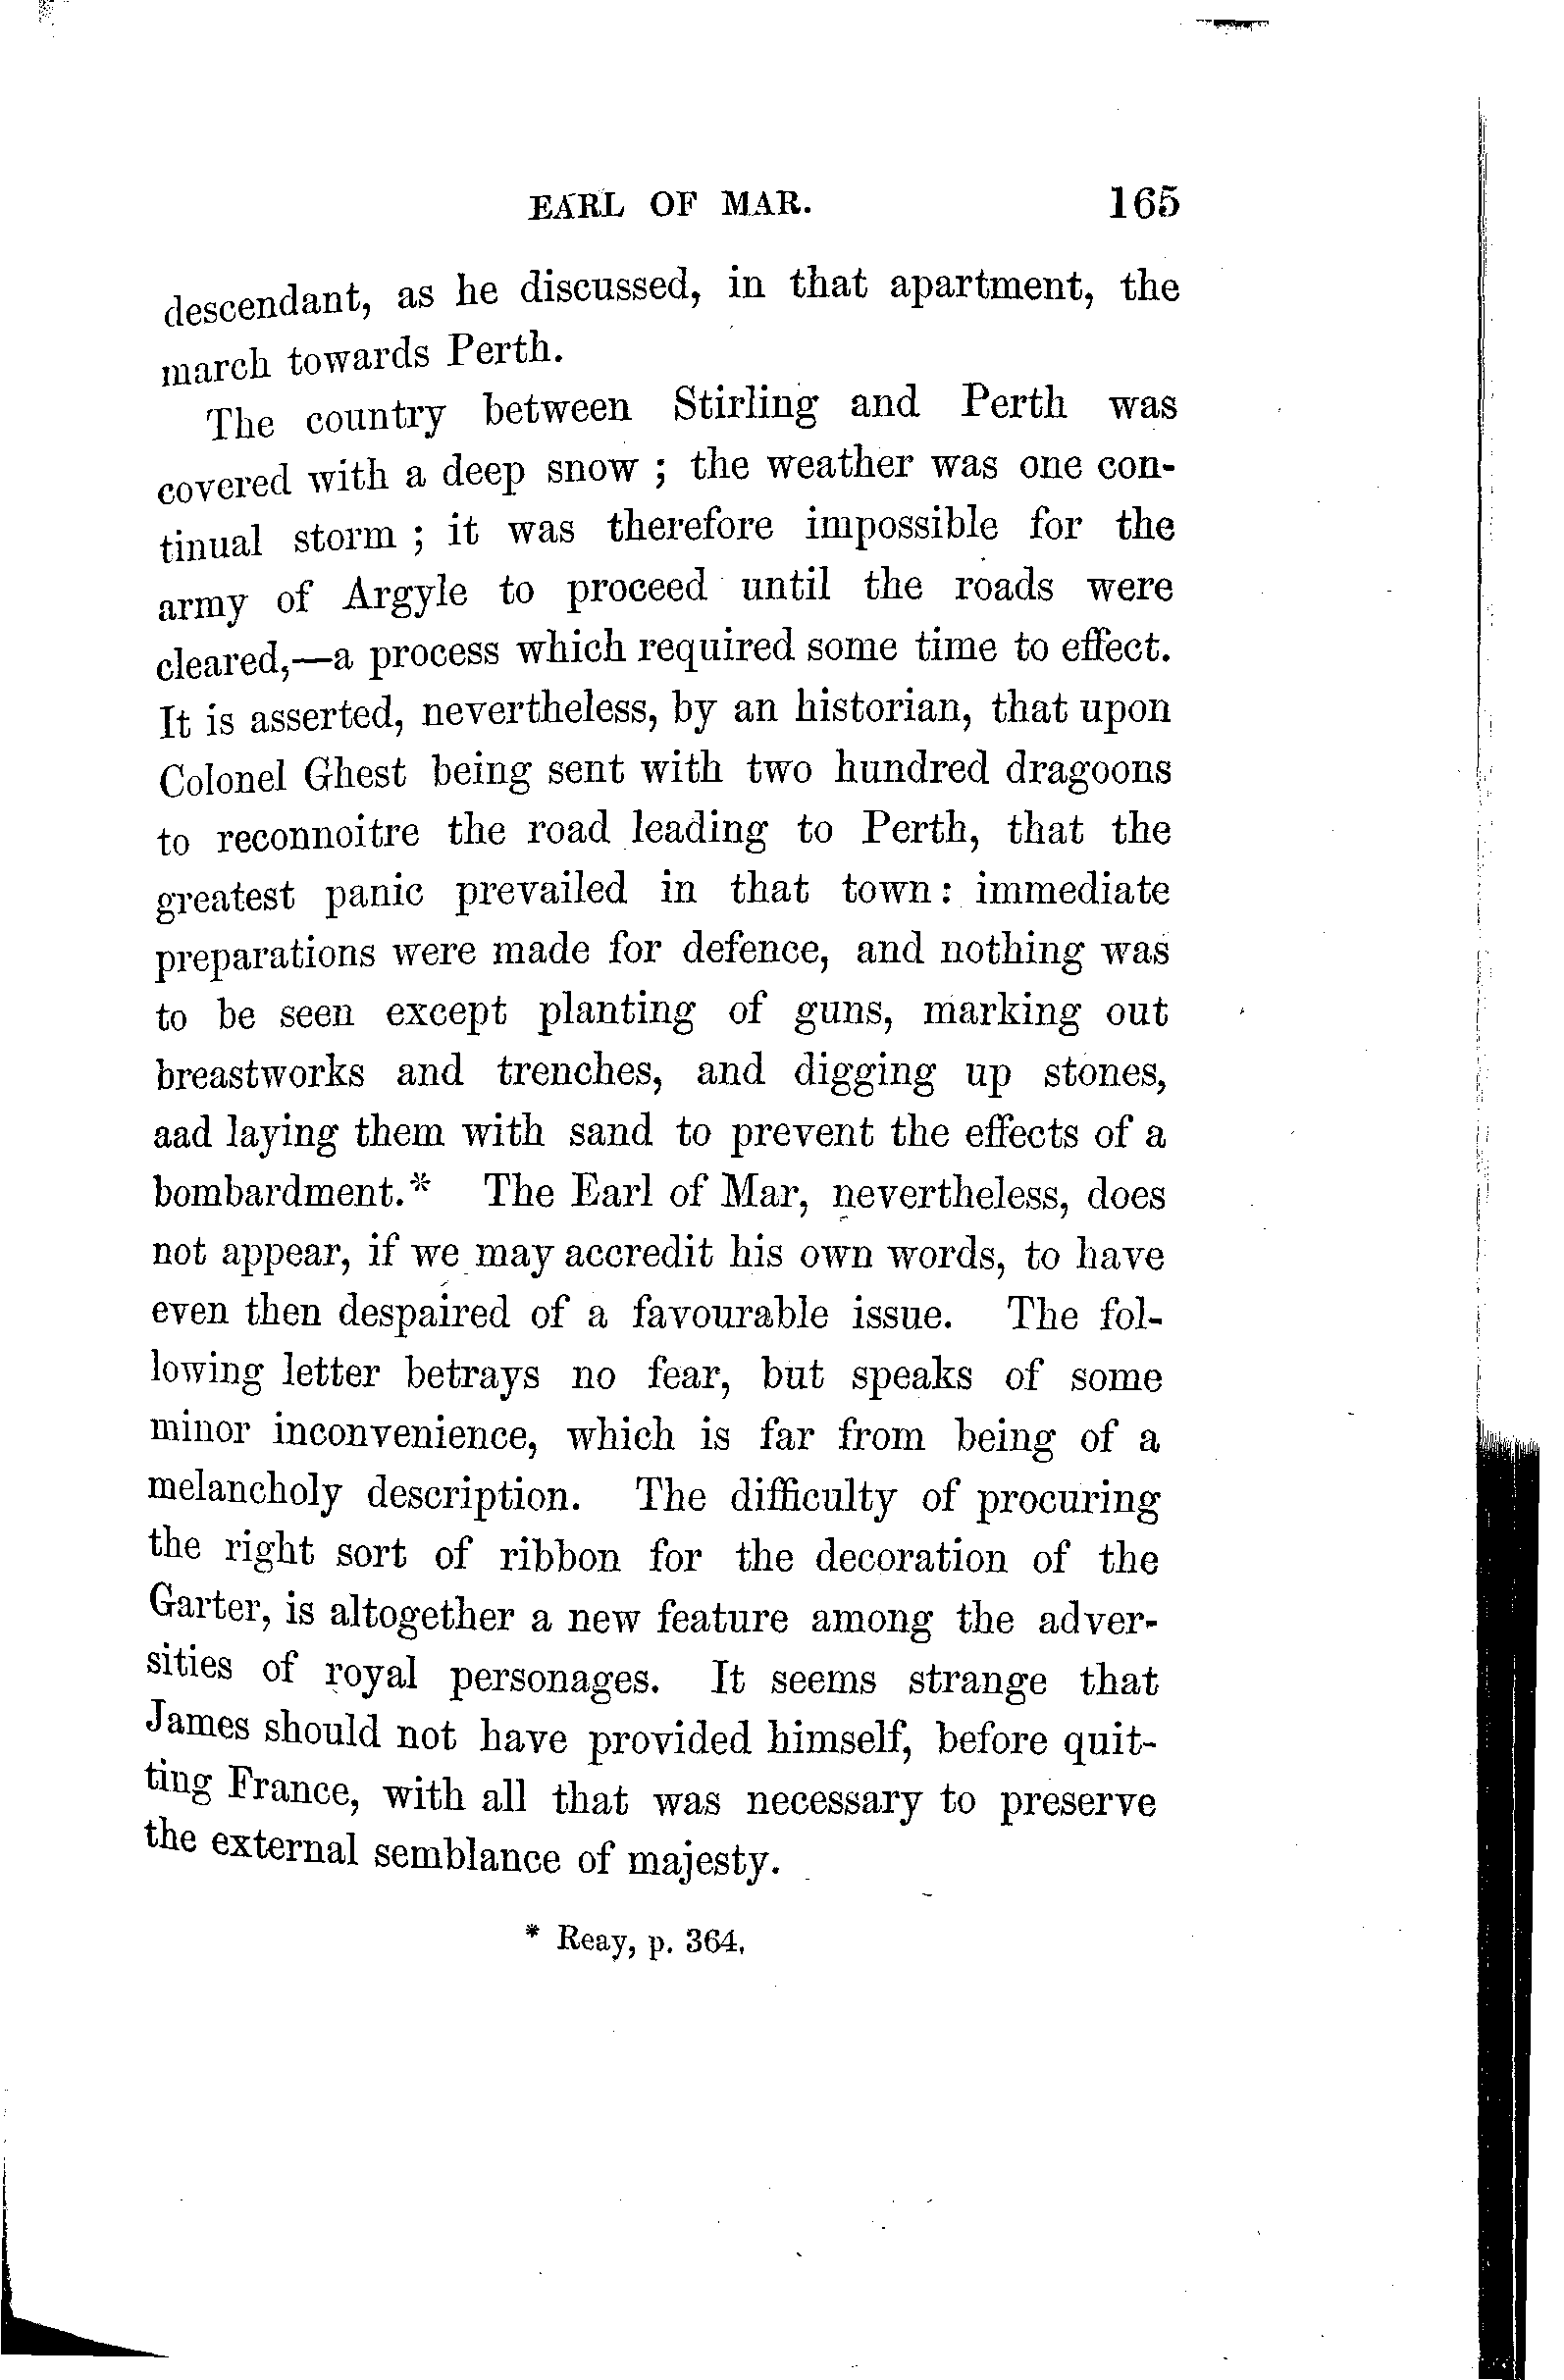 EARL OF MAR. 165
descendant, as he discussed, in that apartment, the
march towards Perth.
The country between Stirling and Perth was
covered with a deep snow ; the weather was one con-
tinual storm ; it was therefore impossible for the
army of Argyle to proceed until the roads were
cleared,—a process which required some time to effect.
It is asserted, nevertheless, by an historian, that upon
Colonel Ghest being sent with two hundred dragoons
to reconnoitre the road leading to Perth, that the
greatest panic prevailed in that town: immediate
preparations were made for defence, and nothing was
to be seen except planting of guns, marking out
breastworks and trenches, and digging up stones,
aad laying them with sand to prevent the effects of a
bombardment.* The Earl of Mar, nevertheless, does
not appear, if we may accredit his own words, to have
even then despaired of a favourable issue. The fol-
lowing letter betrays no fear, but speaks of some
minor inconvenience, which is far from being of a
melancholy description. The difficulty of procuring
the right sort of ribbon for the decoration of the
Garter, is altogether a new feature among the adver-
sities of royal personages. It seems strange that
James should not have provided himself, before quit-
ting France, with all that was necessary to preserve
the external semblance of majesty.
* Reay, p. 364.